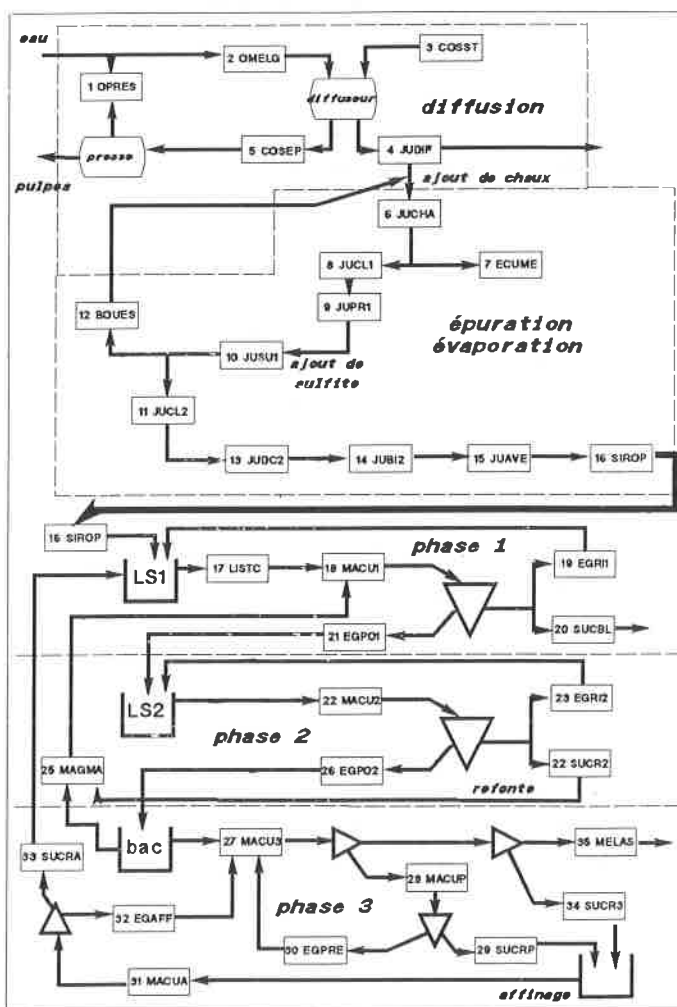 eau
2 OMELG
3 COSST
1 OPRES
diffuseur
diffusion
presse
5 COSEP
4 JUDIF
pulpes
ajout de chaux
6 JUCHA
8 JUCL1
7 ECUME
9 JUPR1
12 BOUES
épuration
évaporation
10 JUSU1
ajout de
sulfite
11 JUCL2
13 JUDC2
14 JUBI2
15 JUAVE
16 SIROP
16 SIROP
phase 1
LS1
17 LISTC
18 MACU1
19 EGRI1
21 EGPO1
20 SUCBL
LS2
22 MACU2
23 EGRI2
phase 2
25 MAGMA
26 EGPO2
22 SUCR2
refonte
bac
27 MACU3
35 MELAS
33 SUCRA
28 MACUP
32 EGAFF
phase 3
34 SUCR3
30 EGPRE
29 SUCRP
31 MACUA
affinage